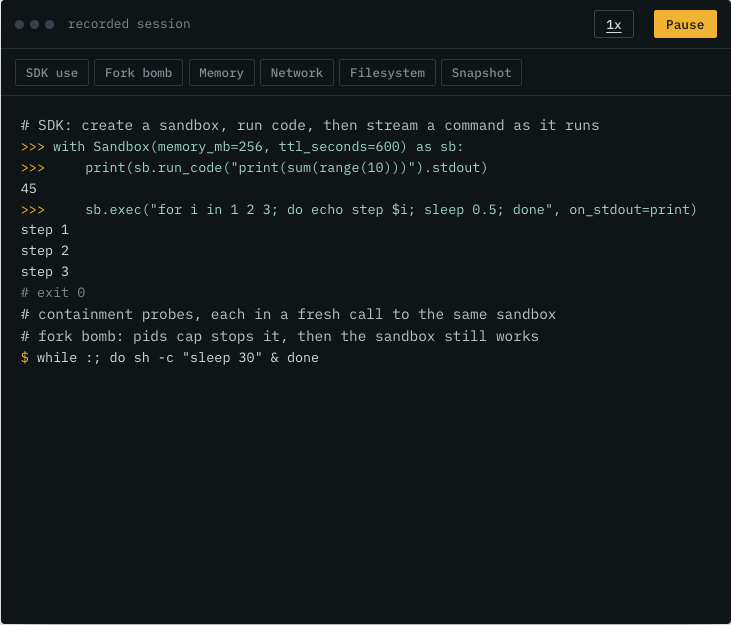 recorded session
1x
Pause
SDK use
Fork bomb
Memory
Network
Filesystem
Snapshot
# SDK: create a sandbox, run code, then stream a command as it runs
>>> with Sandbox(memory_mb=256, ttl_seconds=600) as sb:
>>>     print(sb.run_code("print(sum(range(10)))").stdout)
45
>>>     sb.exec("for i in 1 2 3; do echo step $i; sleep 0.5; done", on_stdout=print)
step 1
step 2
step 3
# exit 0
# containment probes, each in a fresh call to the same sandbox
# fork bomb: pids cap stops it, then the sandbox still works
$ while :; do sh -c "sleep 30" & done